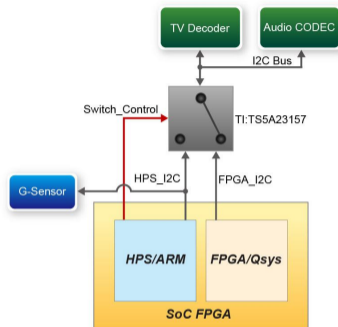 TV Decoder
Audio CODEC
I2C Bus
Switch_Control
TI:TS5A23157
HPS_I2C
FPGA_I2C
G-Sensor
HPS/ARM
FPGA/Qsys
SoC FPGA